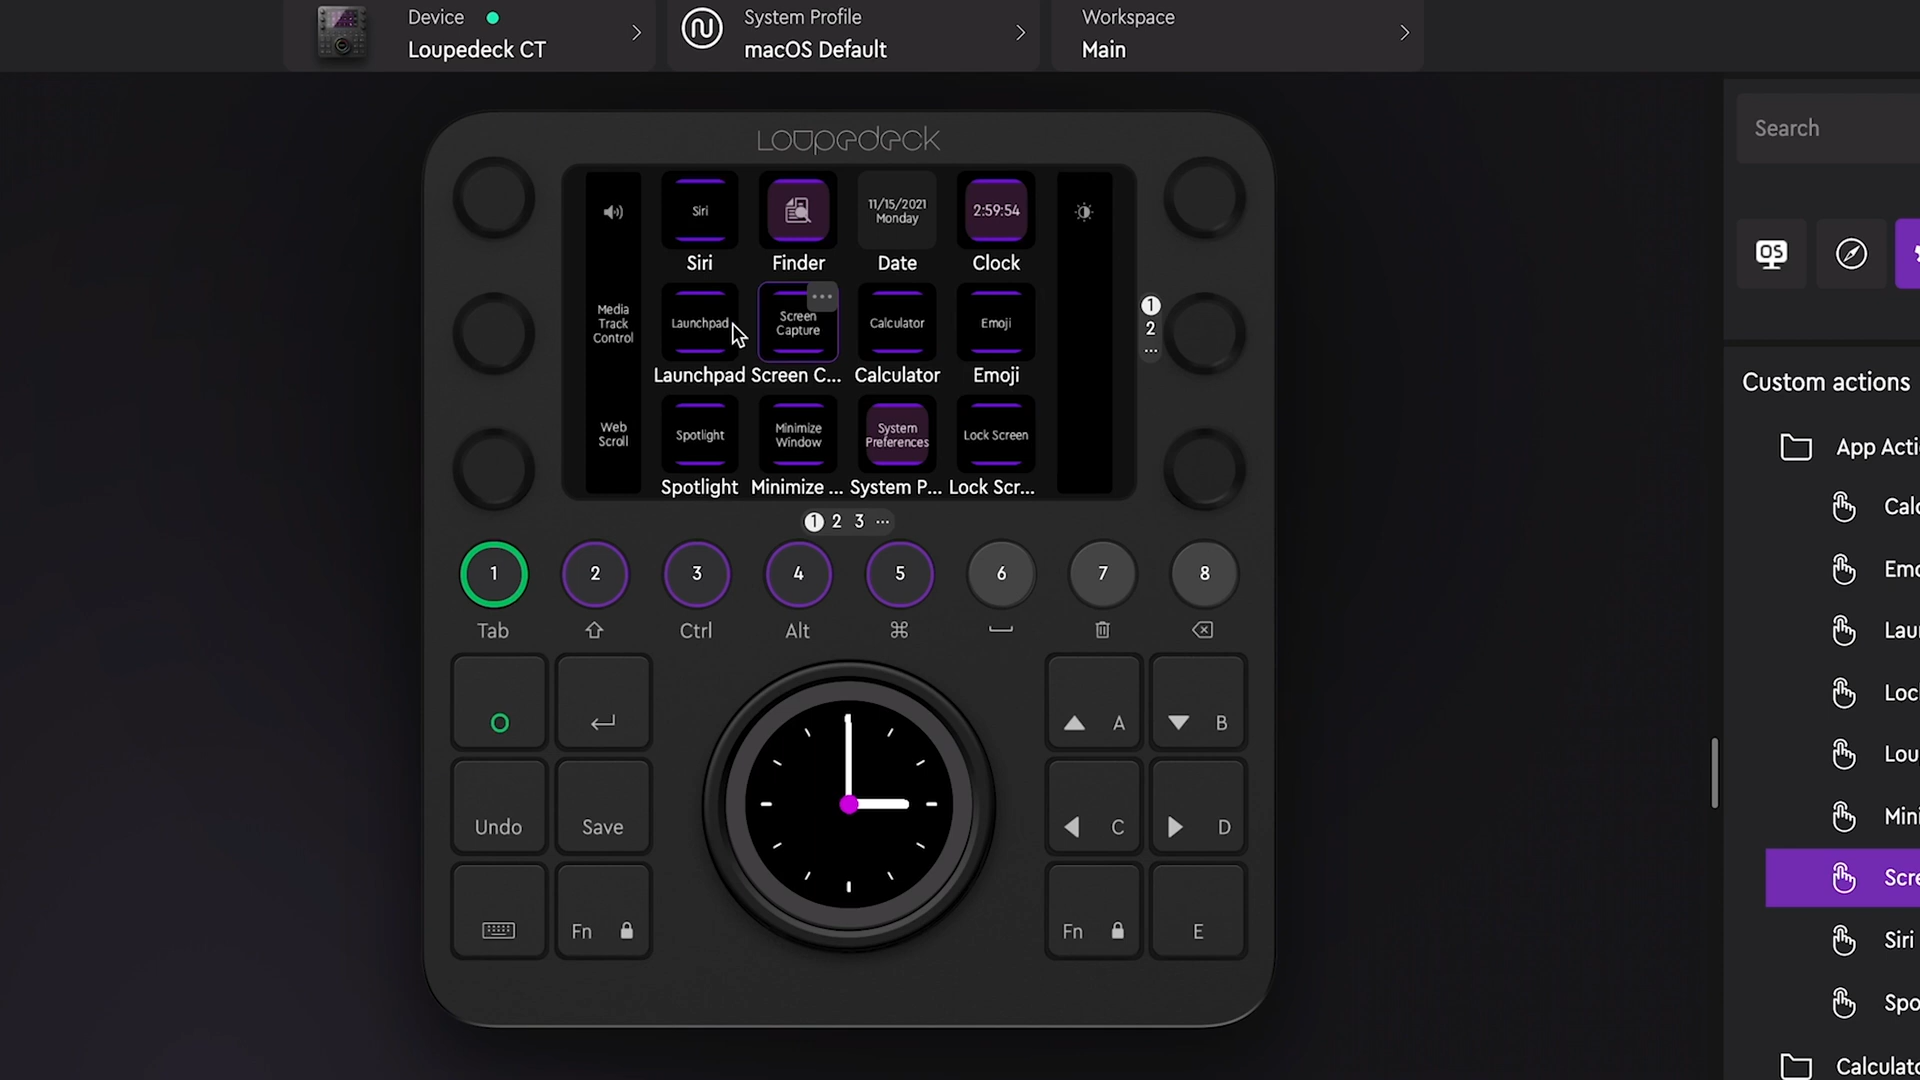 Device
Loupedeck CT
System Profile
macOS Default
Workspace
Main
Loupedeck
Search
OS
Siri
11/15/2021
Monday
2:59:54
Siri
Finder
Date
Clock
Media
Track
Control
Launchpad
Screen
Capture
Calculator
Emoji
1
2
...
Launchpad
Screen C...
Calculator
Emoji
Web
Scroll
Spotlight
Minimize
Window
System
Preferences
Lock Screen
Spotlight
Minimize ...
System P...
Lock Scr...
1 2 3 ...
1 2 3 4 5 6 7 8
Tab
Ctrl
Alt
⌘
A
B
Undo
Save
C
D
Fn
Fn
E
Custom actions
App Acti
Calc
Emo
Laun
Loc
Lou
Mini
Scre
Siri
Spo
Calculato